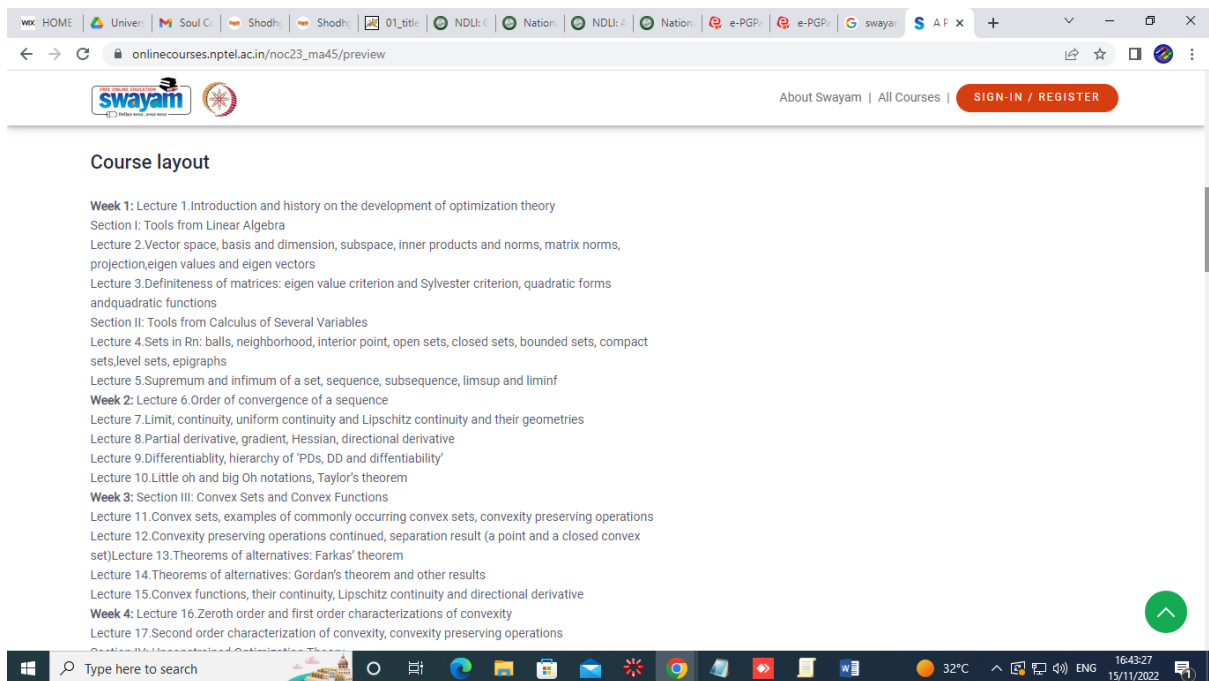 HOME
Univers
Soul Co
Shodhg
Shodhg
01_title
NDLI: C
Nation
NDLI: A
Nation
e-PGPa
e-PGPa
swayar
A P
onlinecourses.nptel.ac.in/noc23_ma45/preview
FREE ONLINE EDUCATION
swayam
About Swayam | All Courses |
SIGN-IN / REGISTER
Course layout
Week 1: Lecture 1.Introduction and history on the development of optimization theory
Section I: Tools from Linear Algebra
Lecture 2.Vector space, basis and dimension, subspace, inner products and norms, matrix norms,
projection,eigen values and eigen vectors
Lecture 3.Definiteness of matrices: eigen value criterion and Sylvester criterion, quadratic forms
andquadratic functions
Section II: Tools from Calculus of Several Variables
Lecture 4.Sets in Rn: balls, neighborhood, interior point, open sets, closed sets, bounded sets, compact
sets,level sets, epigraphs
Lecture 5.Supremum and infimum of a set, sequence, subsequence, limsup and liminf
Week 2: Lecture 6.Order of convergence of a sequence
Lecture 7.Limit, continuity, uniform continuity and Lipschitz continuity and their geometries
Lecture 8.Partial derivative, gradient, Hessian, directional derivative
Lecture 9.Differentiablity, hierarchy of 'PDs, DD and diffentiability'
Lecture 10.Little oh and big Oh notations, Taylor's theorem
Week 3: Section III: Convex Sets and Convex Functions
Lecture 11.Convex sets, examples of commonly occurring convex sets, convexity preserving operations
Lecture 12.Convexity preserving operations continued, separation result (a point and a closed convex
set)Lecture 13.Theorems of alternatives: Farkas' theorem
Lecture 14.Theorems of alternatives: Gordan's theorem and other results
Lecture 15.Convex functions, their continuity, Lipschitz continuity and directional derivative
Week 4: Lecture 16.Zeroth order and first order characterizations of convexity
Lecture 17.Second order characterization of convexity, convexity preserving operations
Section IV: Unconstrained Optimization Theory
Type here to search
32°C
ENG
16:43:27
15/11/2022